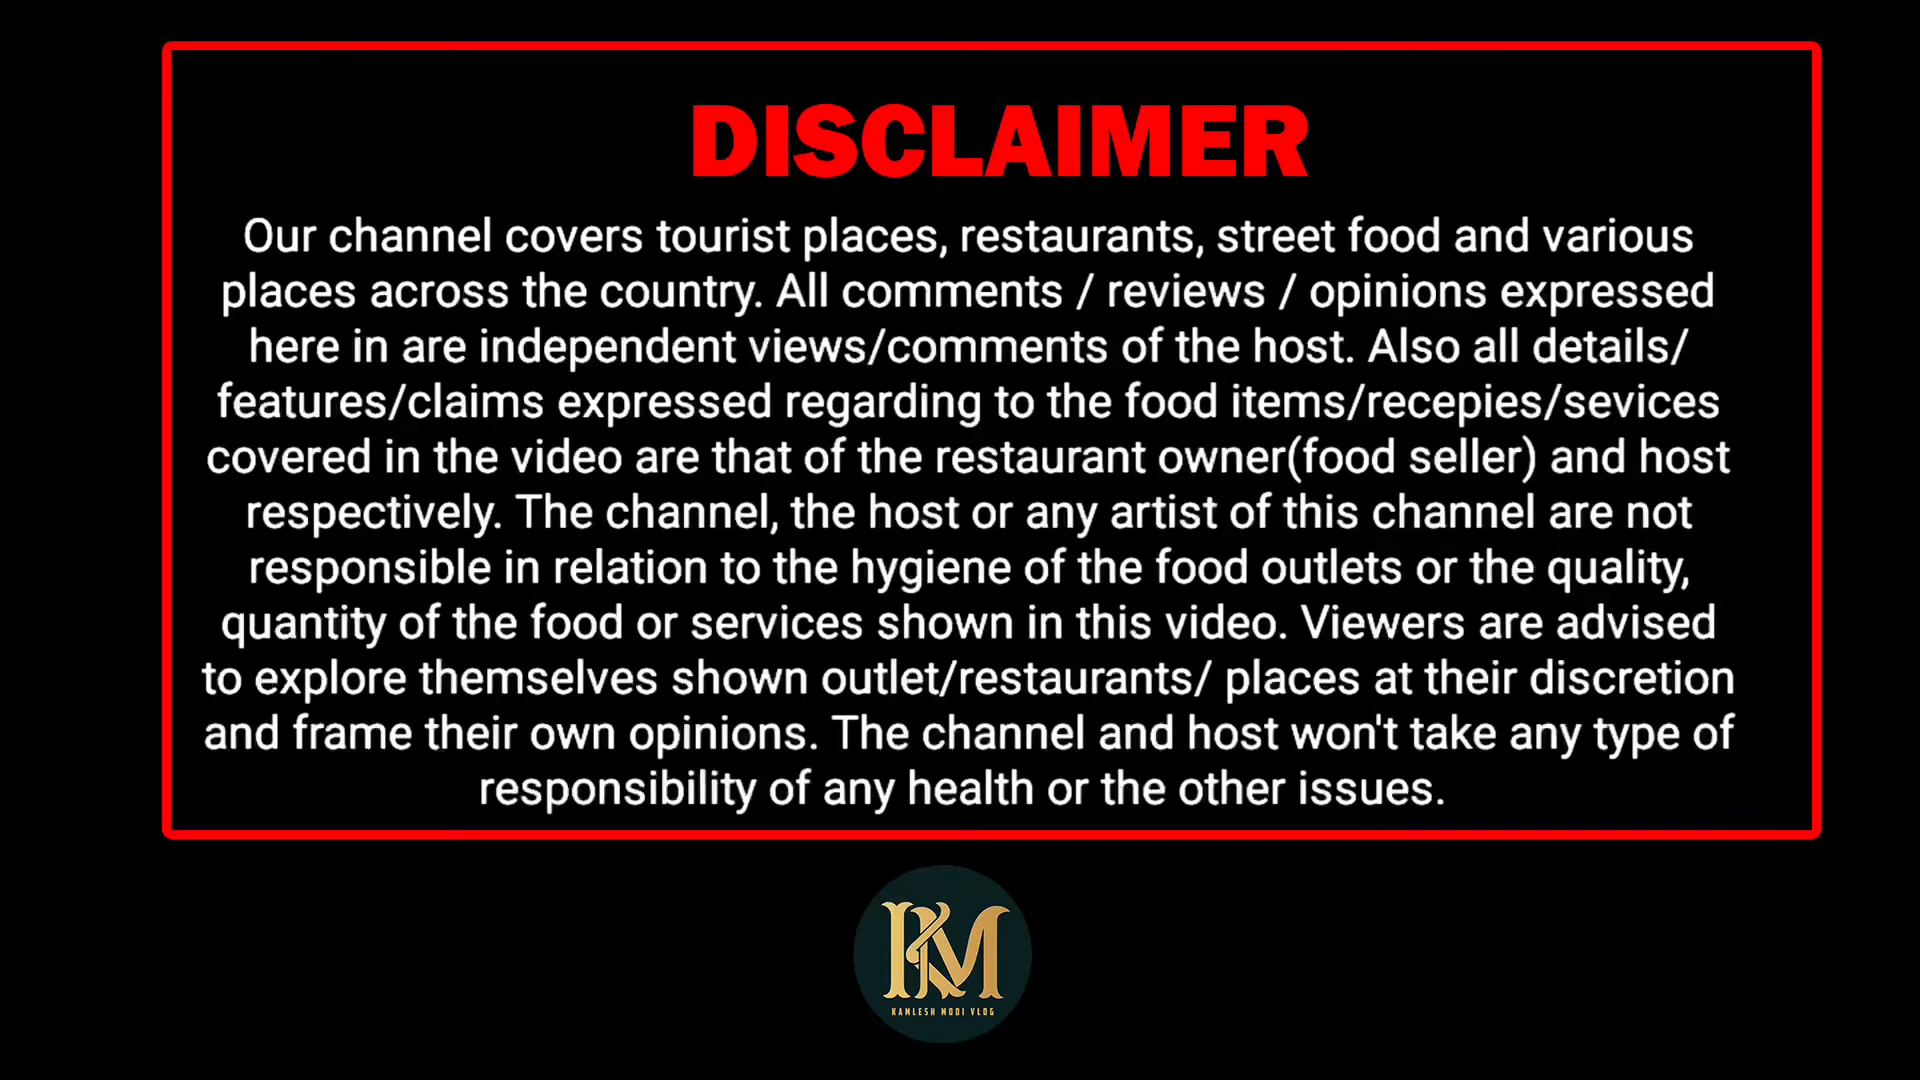 DISCLAIMER
Our channel covers tourist places, restaurants, street food and various
places across the country. All comments / reviews / opinions expressed
here in are independent views/comments of the host. Also all details/
features/claims expressed regarding to the food items/recepies/sevices
covered in the video are that of the restaurant owner(food seller) and host
respectively. The channel, the host or any artist of this channel are not
responsible in relation to the hygiene of the food outlets or the quality,
quantity of the food or services shown in this video. Viewers are advised
to explore themselves shown outlet/restaurants/ places at their discretion
and frame their own opinions. The channel and host won't take any type of
responsibility of any health or the other issues.
KM
KAMLESH MODI VLOG